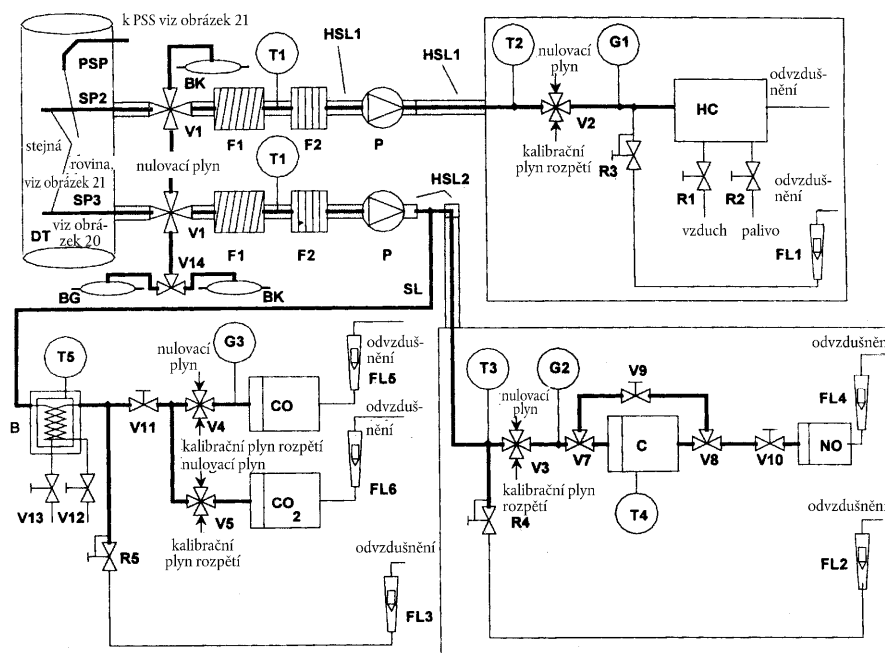 k PSS viz obrázek 21
PSP
SP2
stejná
rovina,
viz obrázek 21
SP3
viz obrá-
zek 20
DT
BK
V1
nulovací plyn
F1
T1
F2
HSL1
P
HSL1
V1
F1
T1
F2
P
HSL2
V14
BG
BK
SL
T2
nulovací
plyn
G1
V2
kalibrační
plyn rozpětí
R3
HC
odvzduš-
nění
R1
R2
vzduch
palivo
odvzduš-
nění
FL1
T5
B
V13
V12
V11
R5
nulovací
plyn
G3
V4
CO
kalibrační plyn rozpětí
nulovací plyn
V5
CO
2
kalibrační
plyn rozpětí
odvzduš-
nění
FL5
odvzduš-
nění
FL6
odvzdušnění
FL3
T3
nulovací
plyn
G2
V3
kalibrační plyn
rozpětí
R4
V7
V9
C
T4
V8
V10
NO
odvzdušnění
FL4
odvzdušnění
FL2